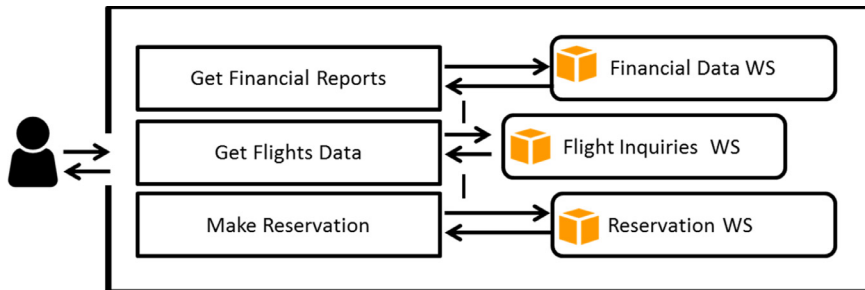 Get Financial Reports
Financial Data WS
Get Flights Data
Flight Inquiries WS
Make Reservation
Reservation WS